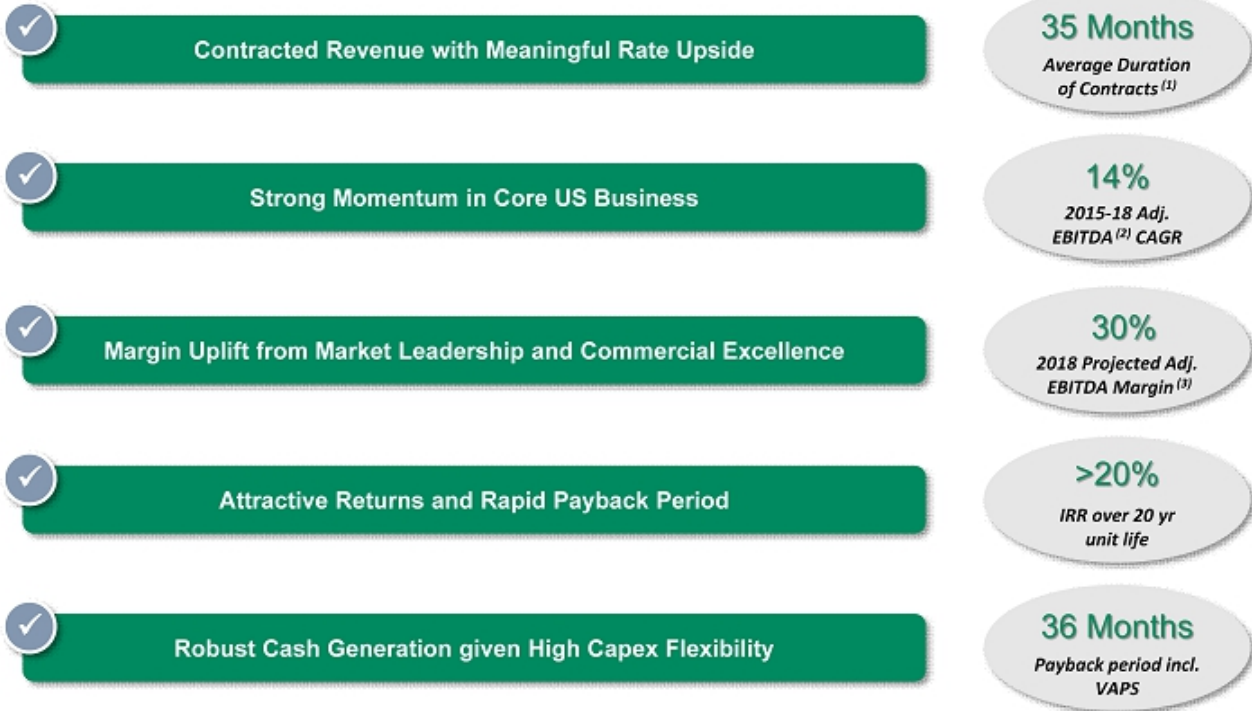 Contracted Revenue with Meaningful Rate Upside
35 Months
Average Duration
of Contracts (1)
Strong Momentum in Core US Business
14%
2015-18 Adj.
EBITDA (2) CAGR
Margin Uplift from Market Leadership and Commercial Excellence
30%
2018 Projected Adj.
EBITDA Margin (3)
Attractive Returns and Rapid Payback Period
>20%
IRR over 20 yr
unit life
Robust Cash Generation given High Capex Flexibility
36 Months
Payback period incl.
VAPS